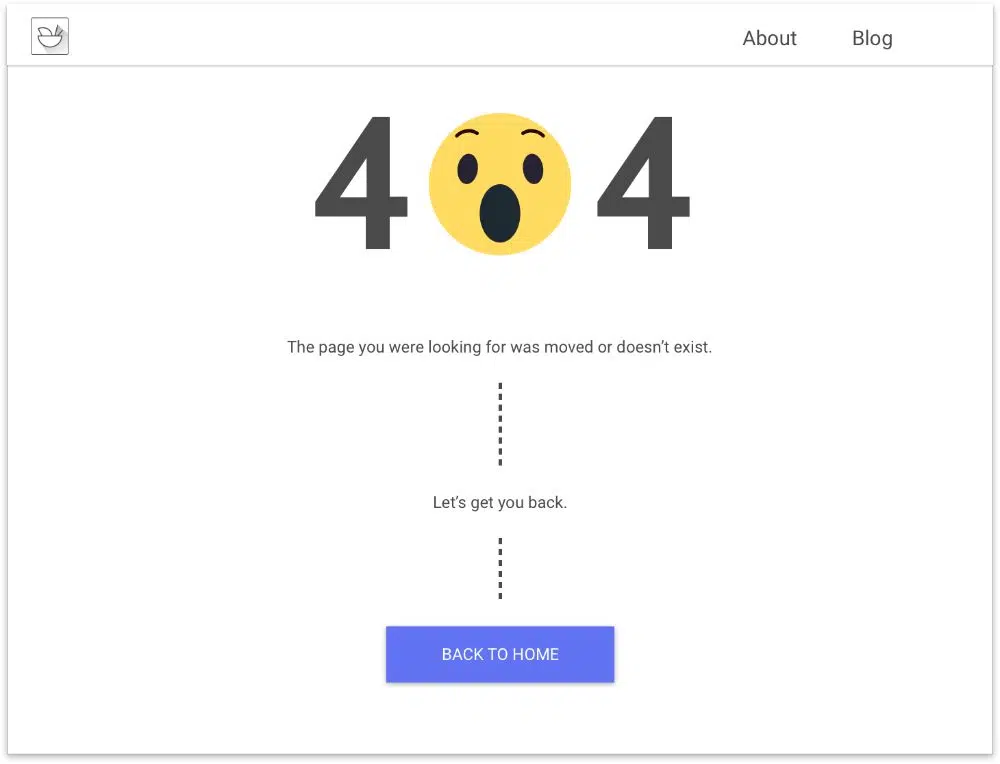 About Blog
4 4
The page you were looking for was moved or doesn’t exist.
Let’s get you back.
BACK TO HOME